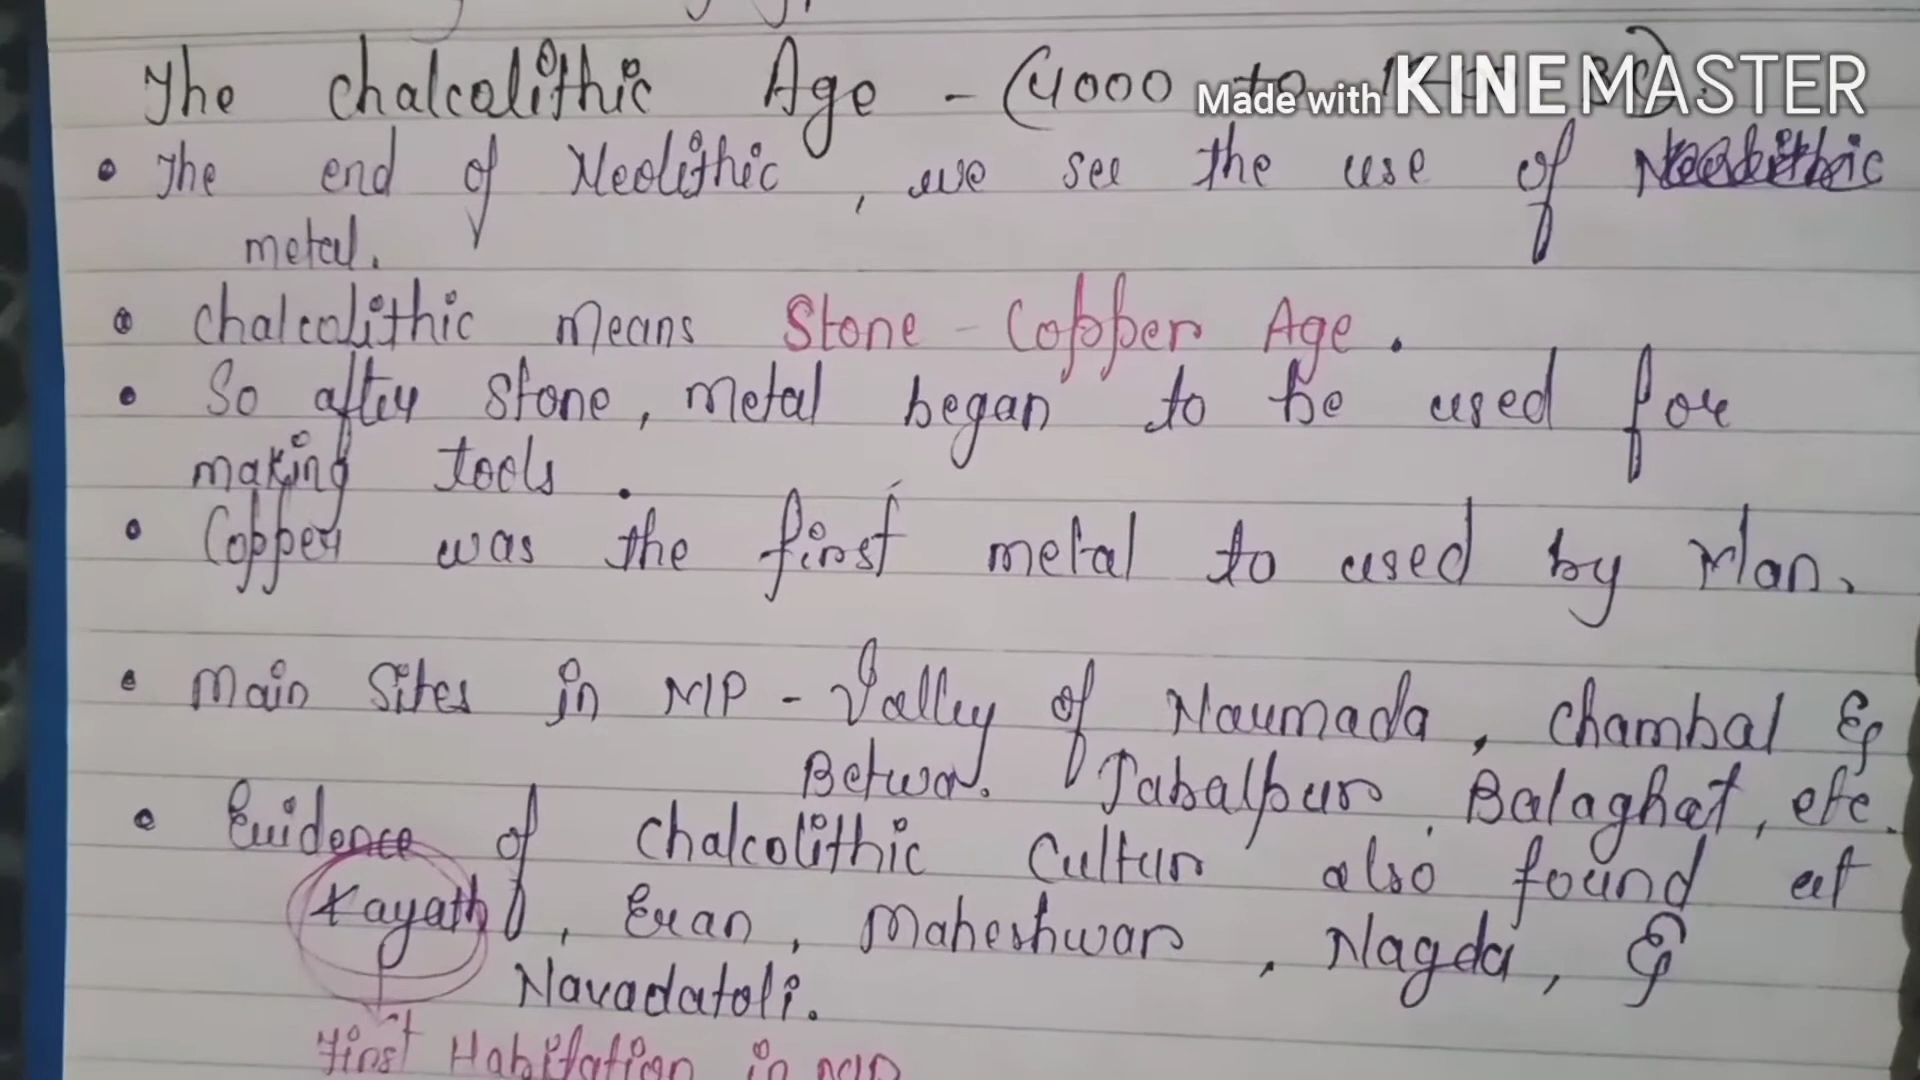 The Chalcolithic Age - (4000 to BC).
Made with KINEMASTER
• The end of Neolithic, we see the use of
metal.
• Chalcolithic means Stone - Copper Age.
• So after stone, metal began to be used for
making tools.
• Copper was the first metal to used by Man.
• Main Sites in MP - Valley of Narmada, Chambal &
Betwa. Jabalpur, Balaghat, etc.
• Evidence of Chalcolithic Cultur also found at
Kayath, Eran, Maheshwar, Nagda, &
Navadatoli.
First Habitation in MP